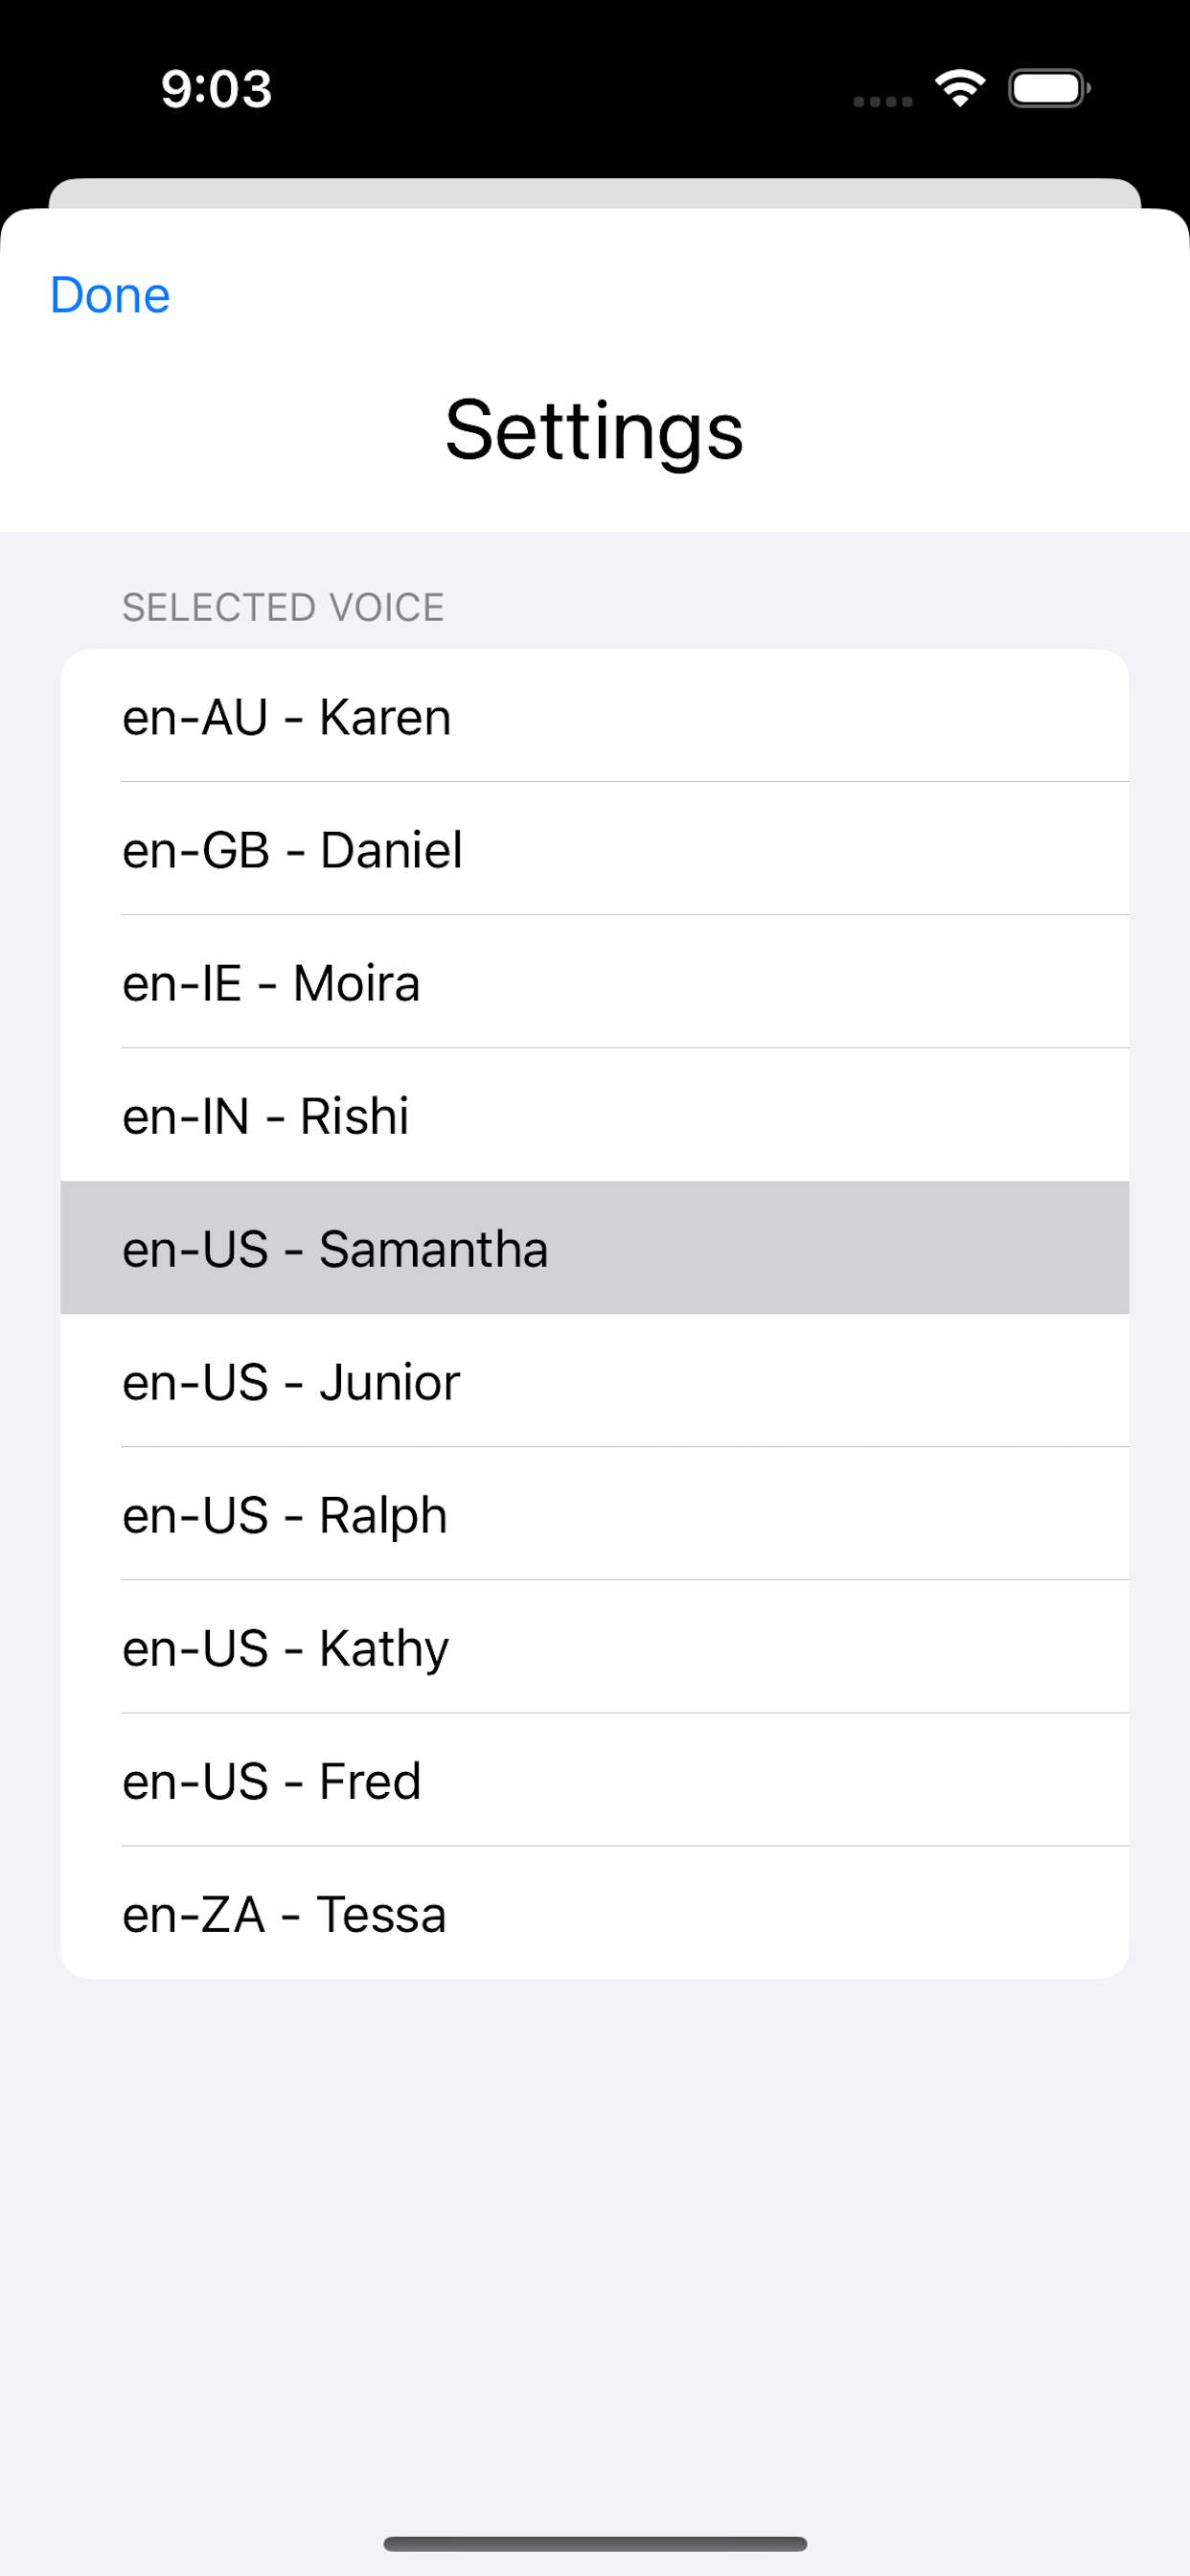 9:03
Done
Settings
SELECTED VOICE
en-AU - Karen
en-GB - Daniel
en-IE - Moira
en-IN - Rishi
en-US - Samantha
en-US - Junior
en-US - Ralph
en-US - Kathy
en-US - Fred
en-ZA - Tessa